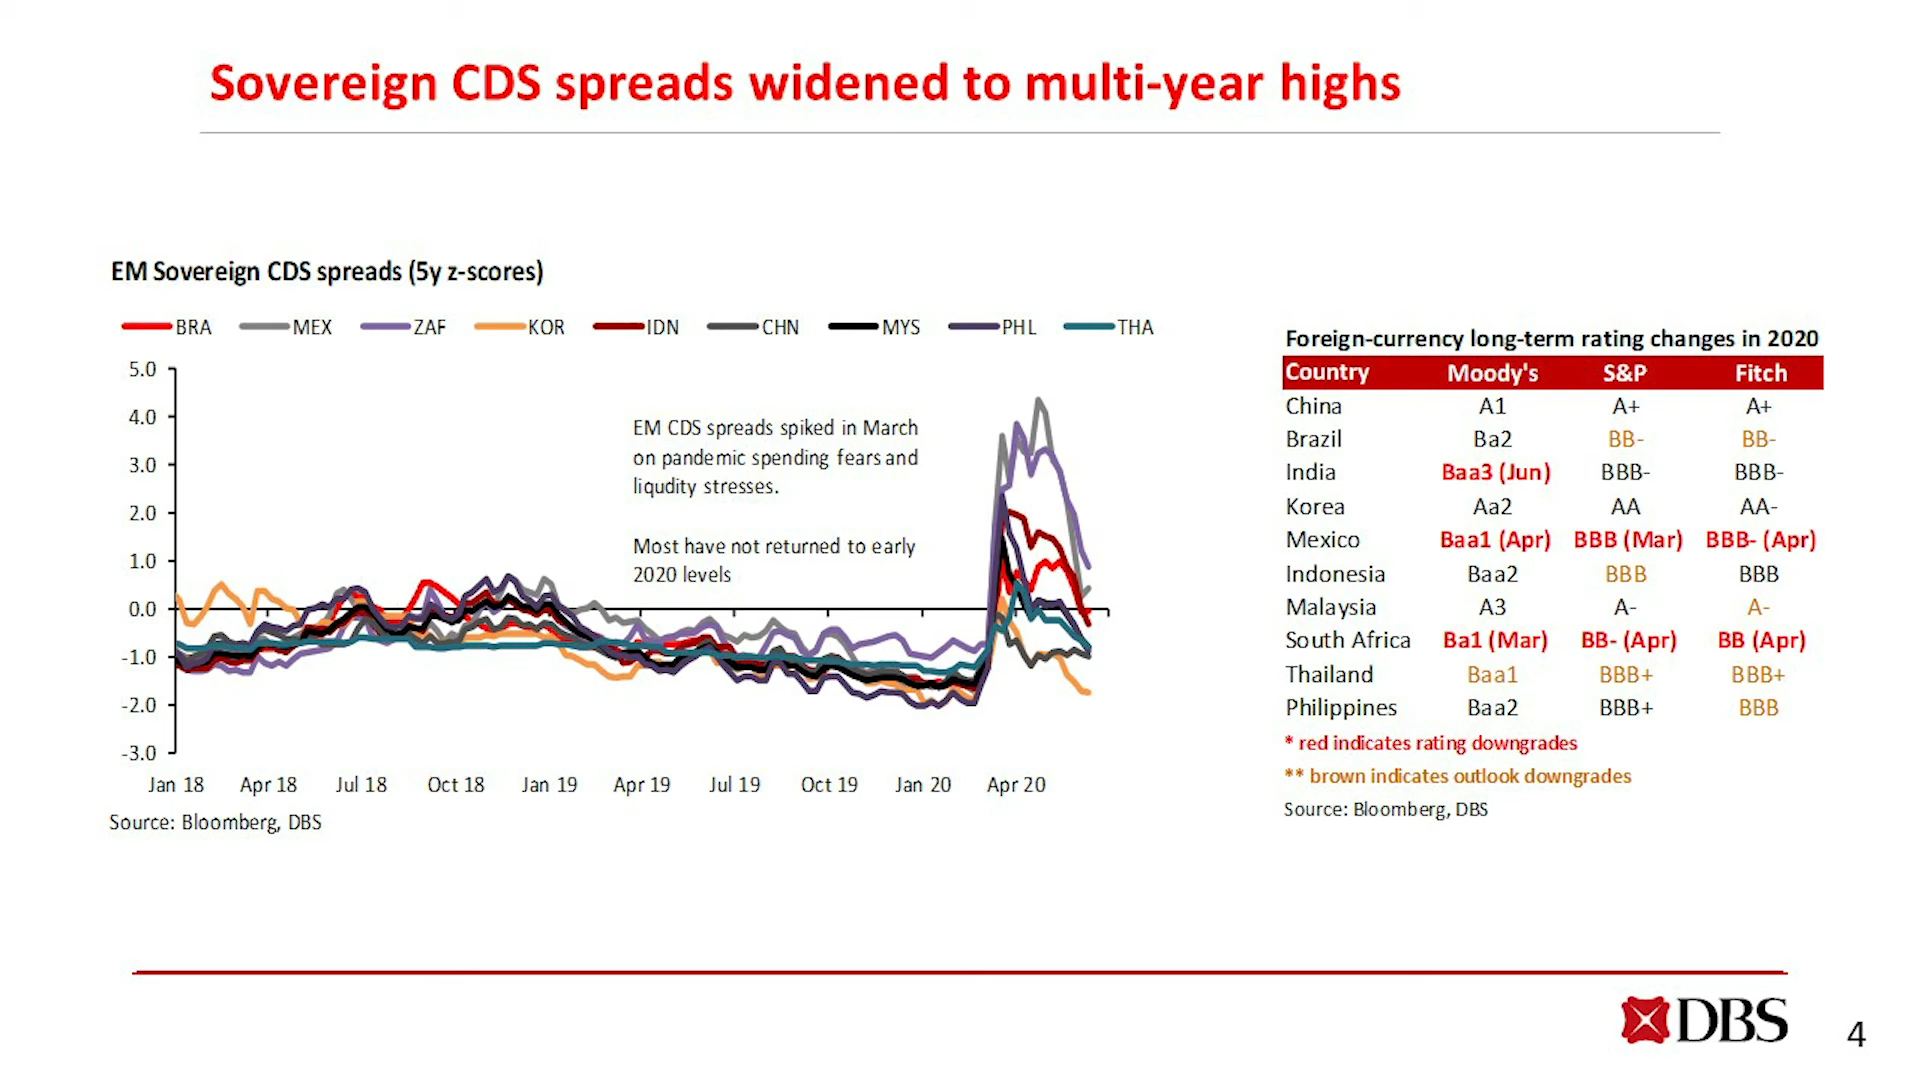 Sovereign CDS spreads widened to multi-year highs
EM Sovereign CDS spreads (5y z-scores)
BRA MEX ZAF KOR IDN CHN MYS PHL THA
5.0
4.0
3.0
2.0
1.0
0.0
-1.0
-2.0
-3.0
EM CDS spreads spiked in March
on pandemic spending fears and
liqudity stresses.
Most have not returned to early
2020 levels
Jan 18 Apr 18 Jul 18 Oct 18 Jan 19 Apr 19 Jul 19 Oct 19 Jan 20 Apr 20
Source: Bloomberg, DBS
Foreign-currency long-term rating changes in 2020
Country Moody's S&P Fitch
China A1 A+ A+
Brazil Ba2 BB- BB-
India Baa3 (Jun) BBB- BBB-
Korea Aa2 AA AA-
Mexico Baa1 (Apr) BBB (Mar) BBB- (Apr)
Indonesia Baa2 BBB BBB
Malaysia A3 A- A-
South Africa Ba1 (Mar) BB- (Apr) BB (Apr)
Thailand Baa1 BBB+ BBB+
Philippines Baa2 BBB+ BBB
* red indicates rating downgrades
** brown indicates outlook downgrades
Source: Bloomberg, DBS
DBS
4